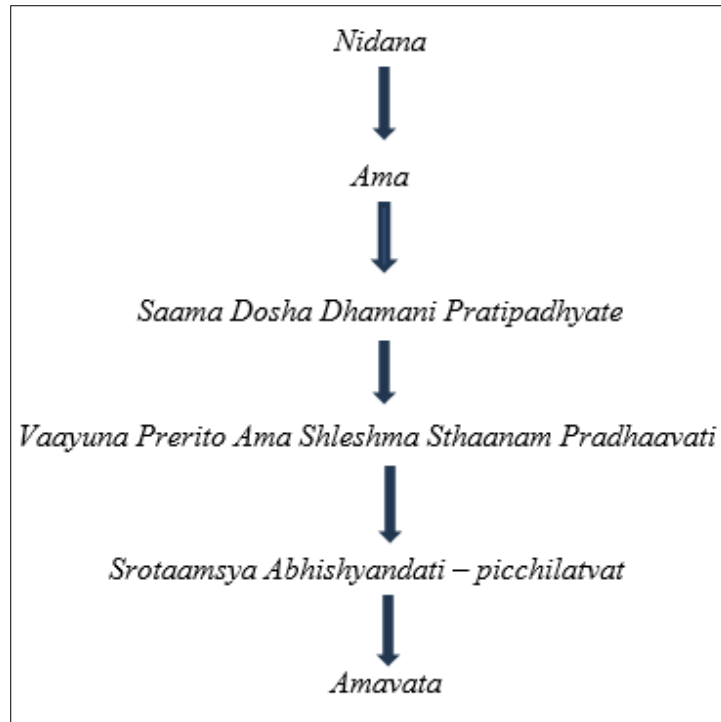 Nidana
Ama
Saama Dosha Dhamani Pratipadhyate
Vaayuna Prerito Ama Shleshma Sthaanam Pradhaavati
Srotaamsya Abhishyandati – picchilatvat
Amavata